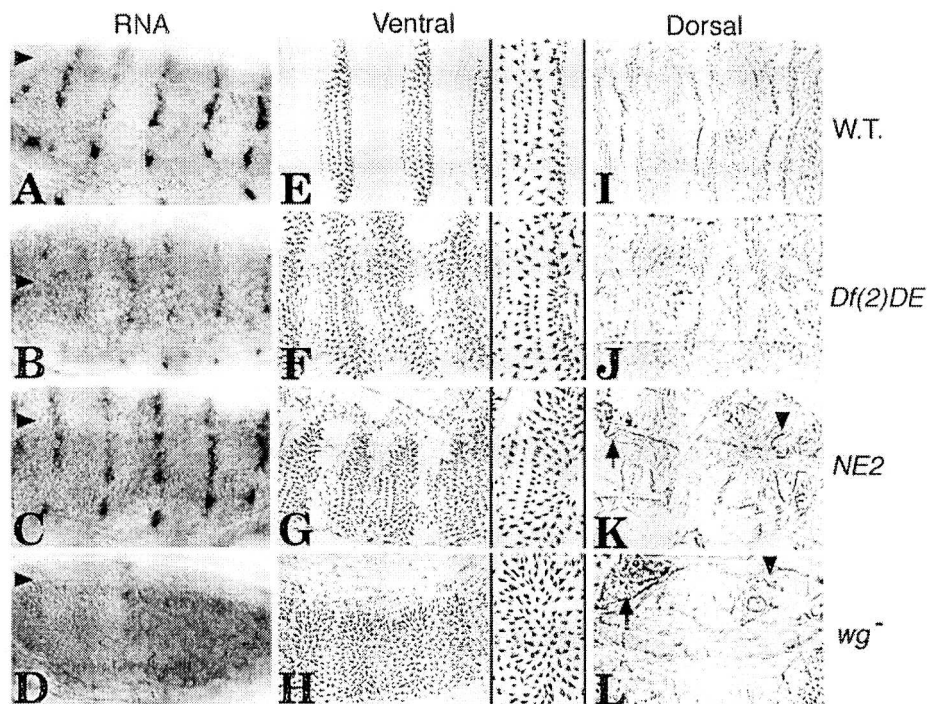 RNA Ventral Dorsal
A E I W.T.
B F J Df(2)DE
C G K NE2
D H L wg-